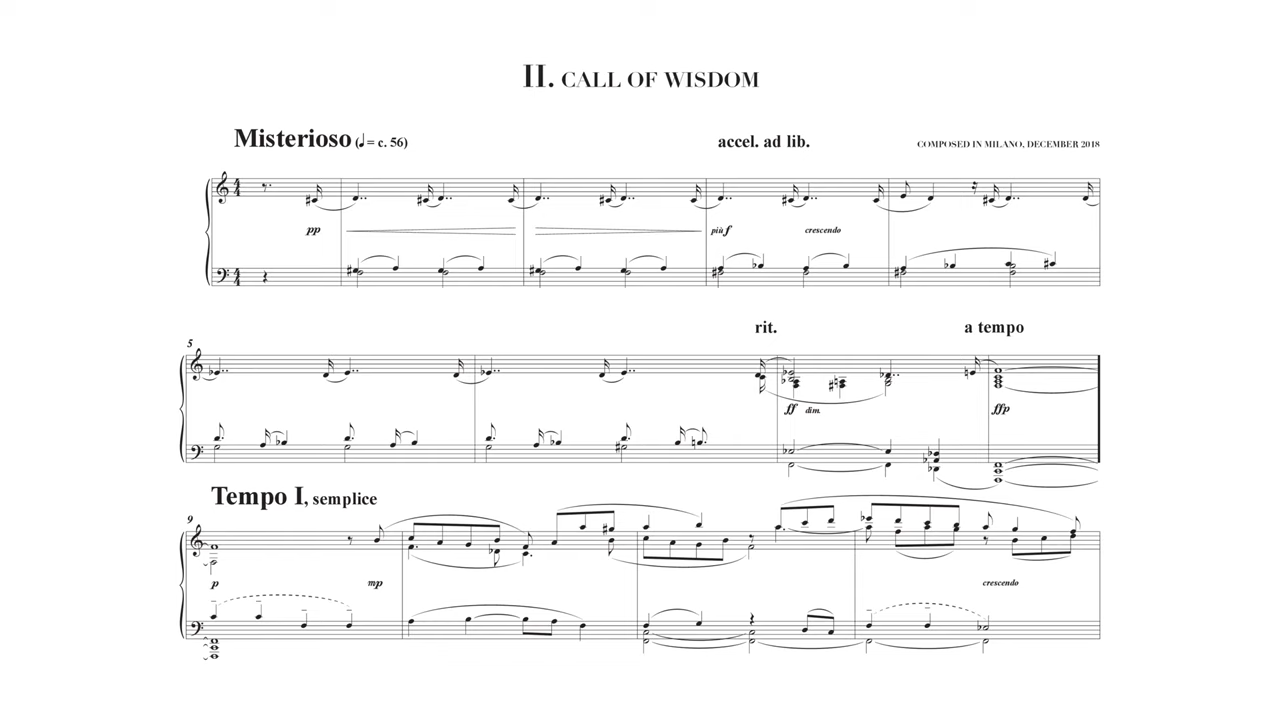 II. CALL OF WISDOM
Misterioso (♩= c. 56)
accel. ad lib.
COMPOSED IN MILANO, DECEMBER 2018
pp
più f
crescendo
5
rit.
a tempo
ff dim.
ffp
Tempo I, semplice
9
p
mp
crescendo